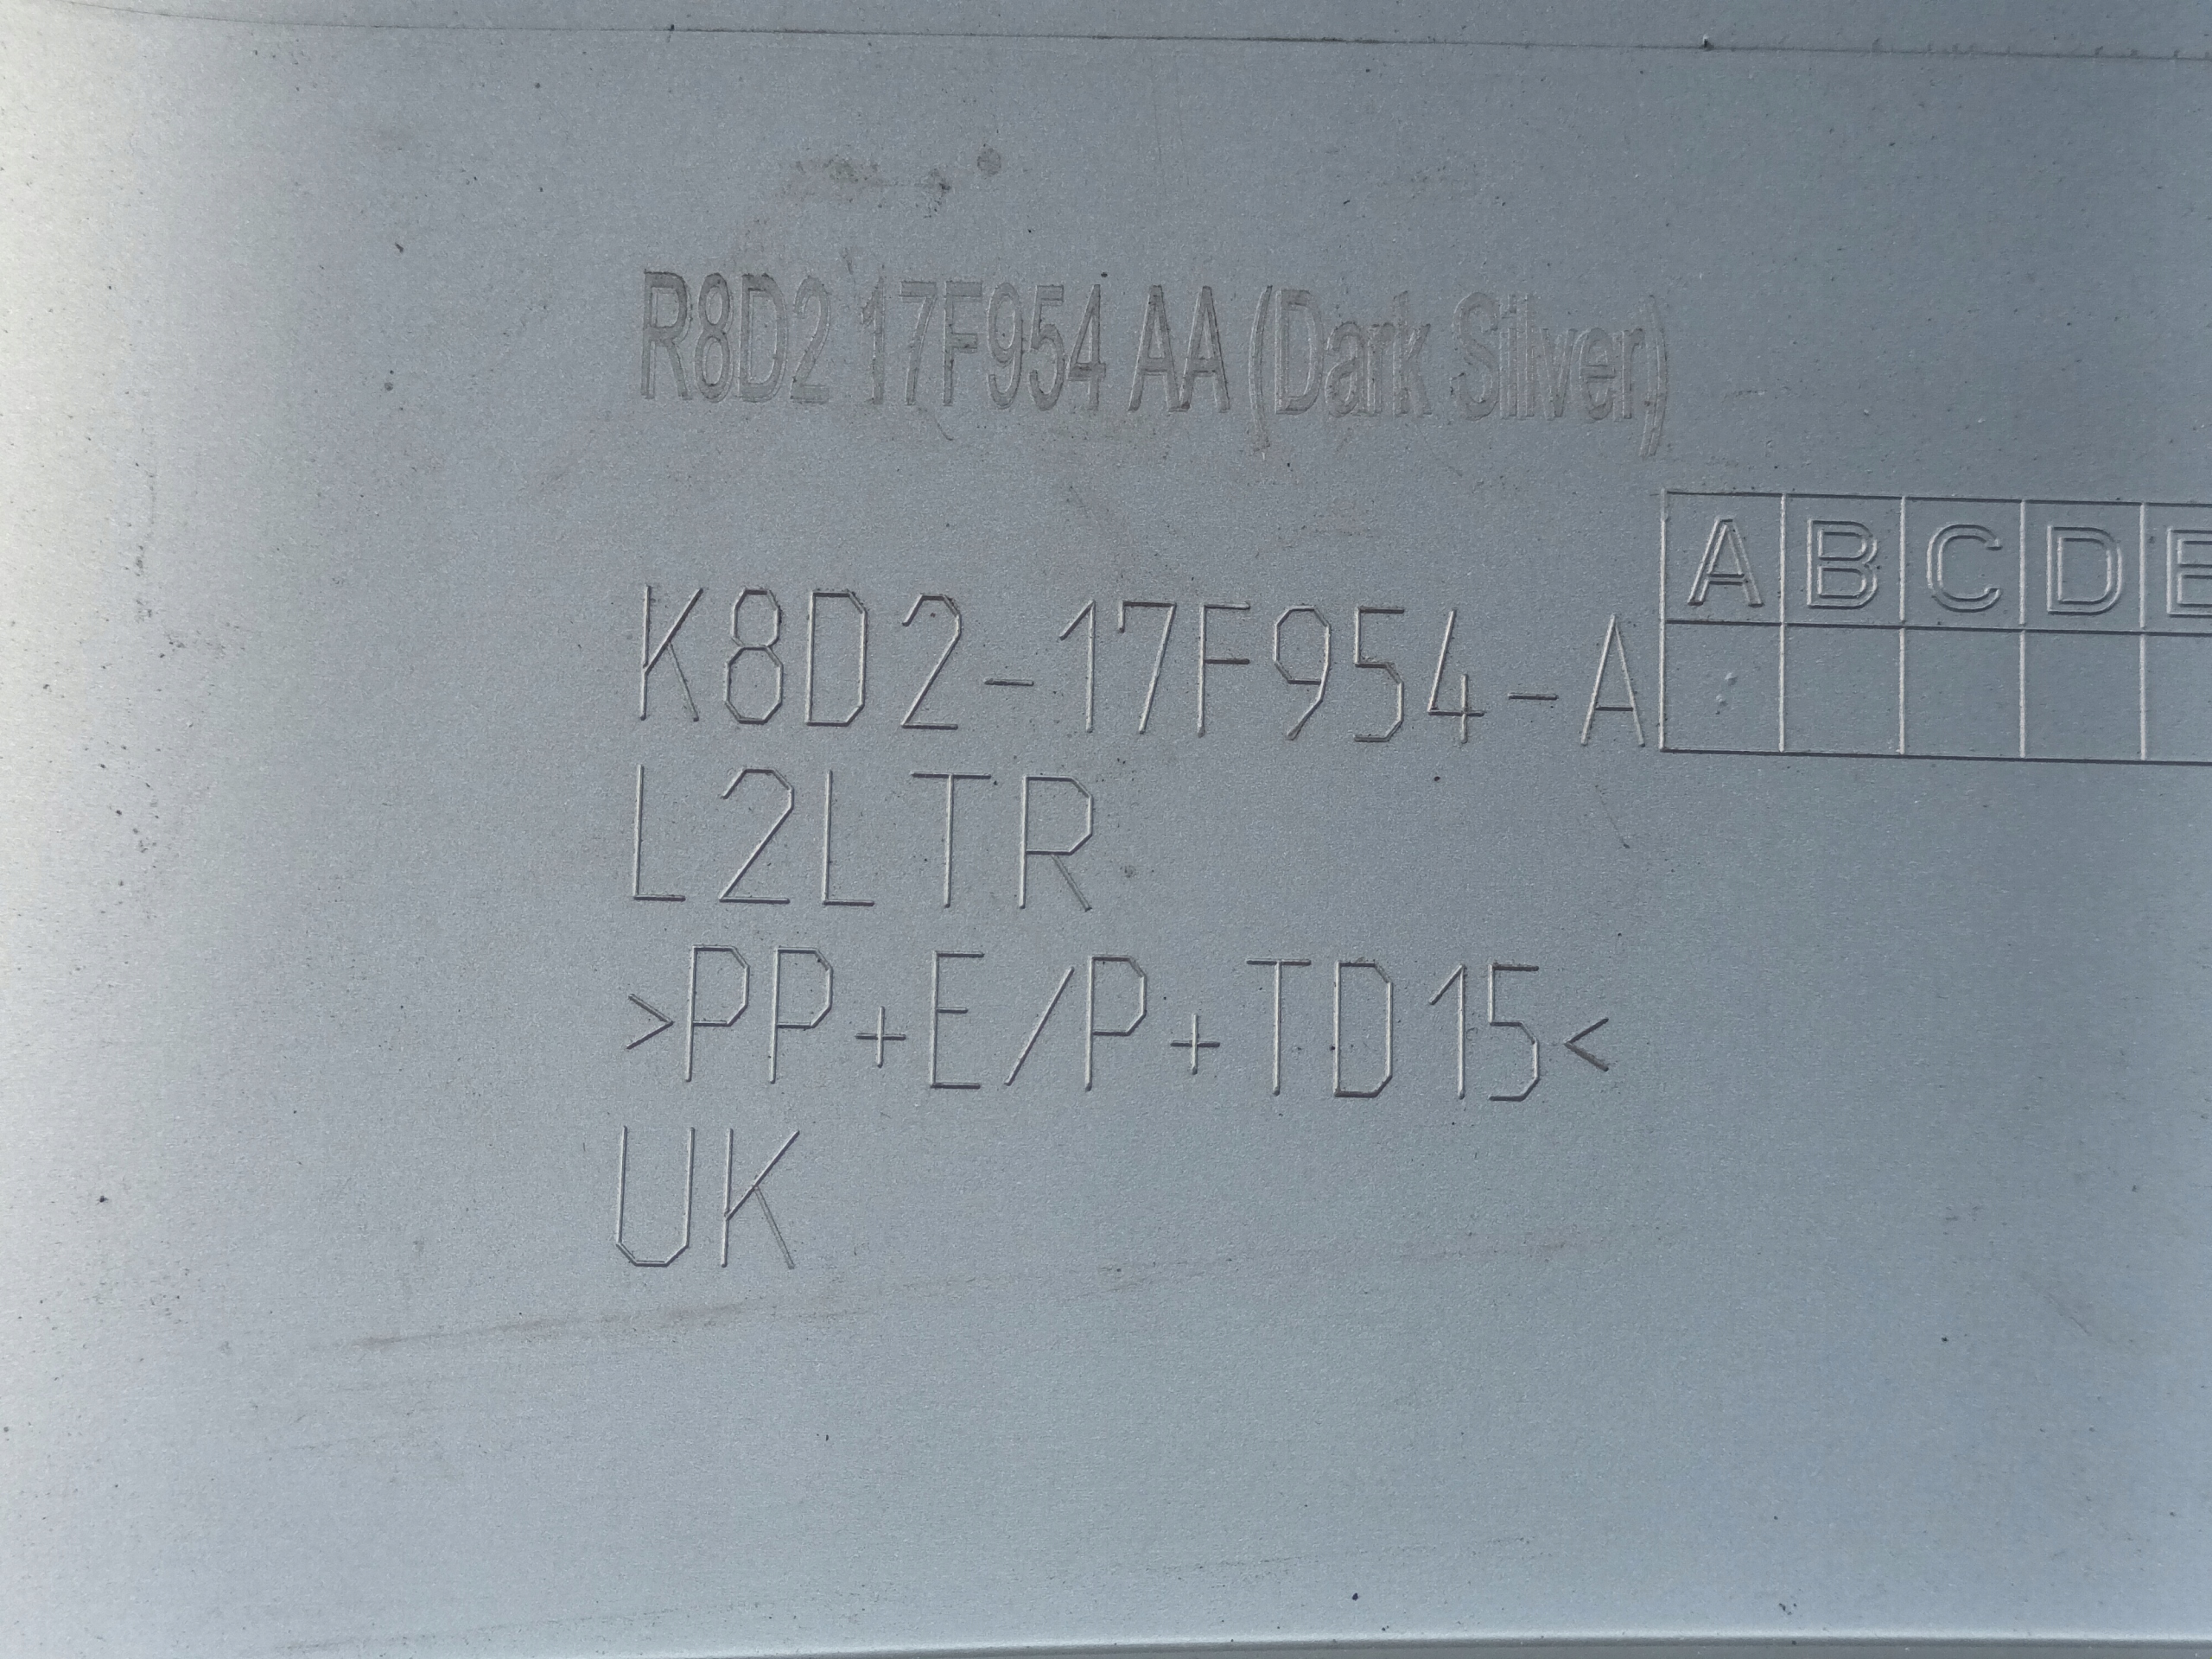 R8D2 17F954 AA (Dark Silver)
A B C D E
K8D2-17F954-A
L2LTR
>PP+E/P+TD15<
UK